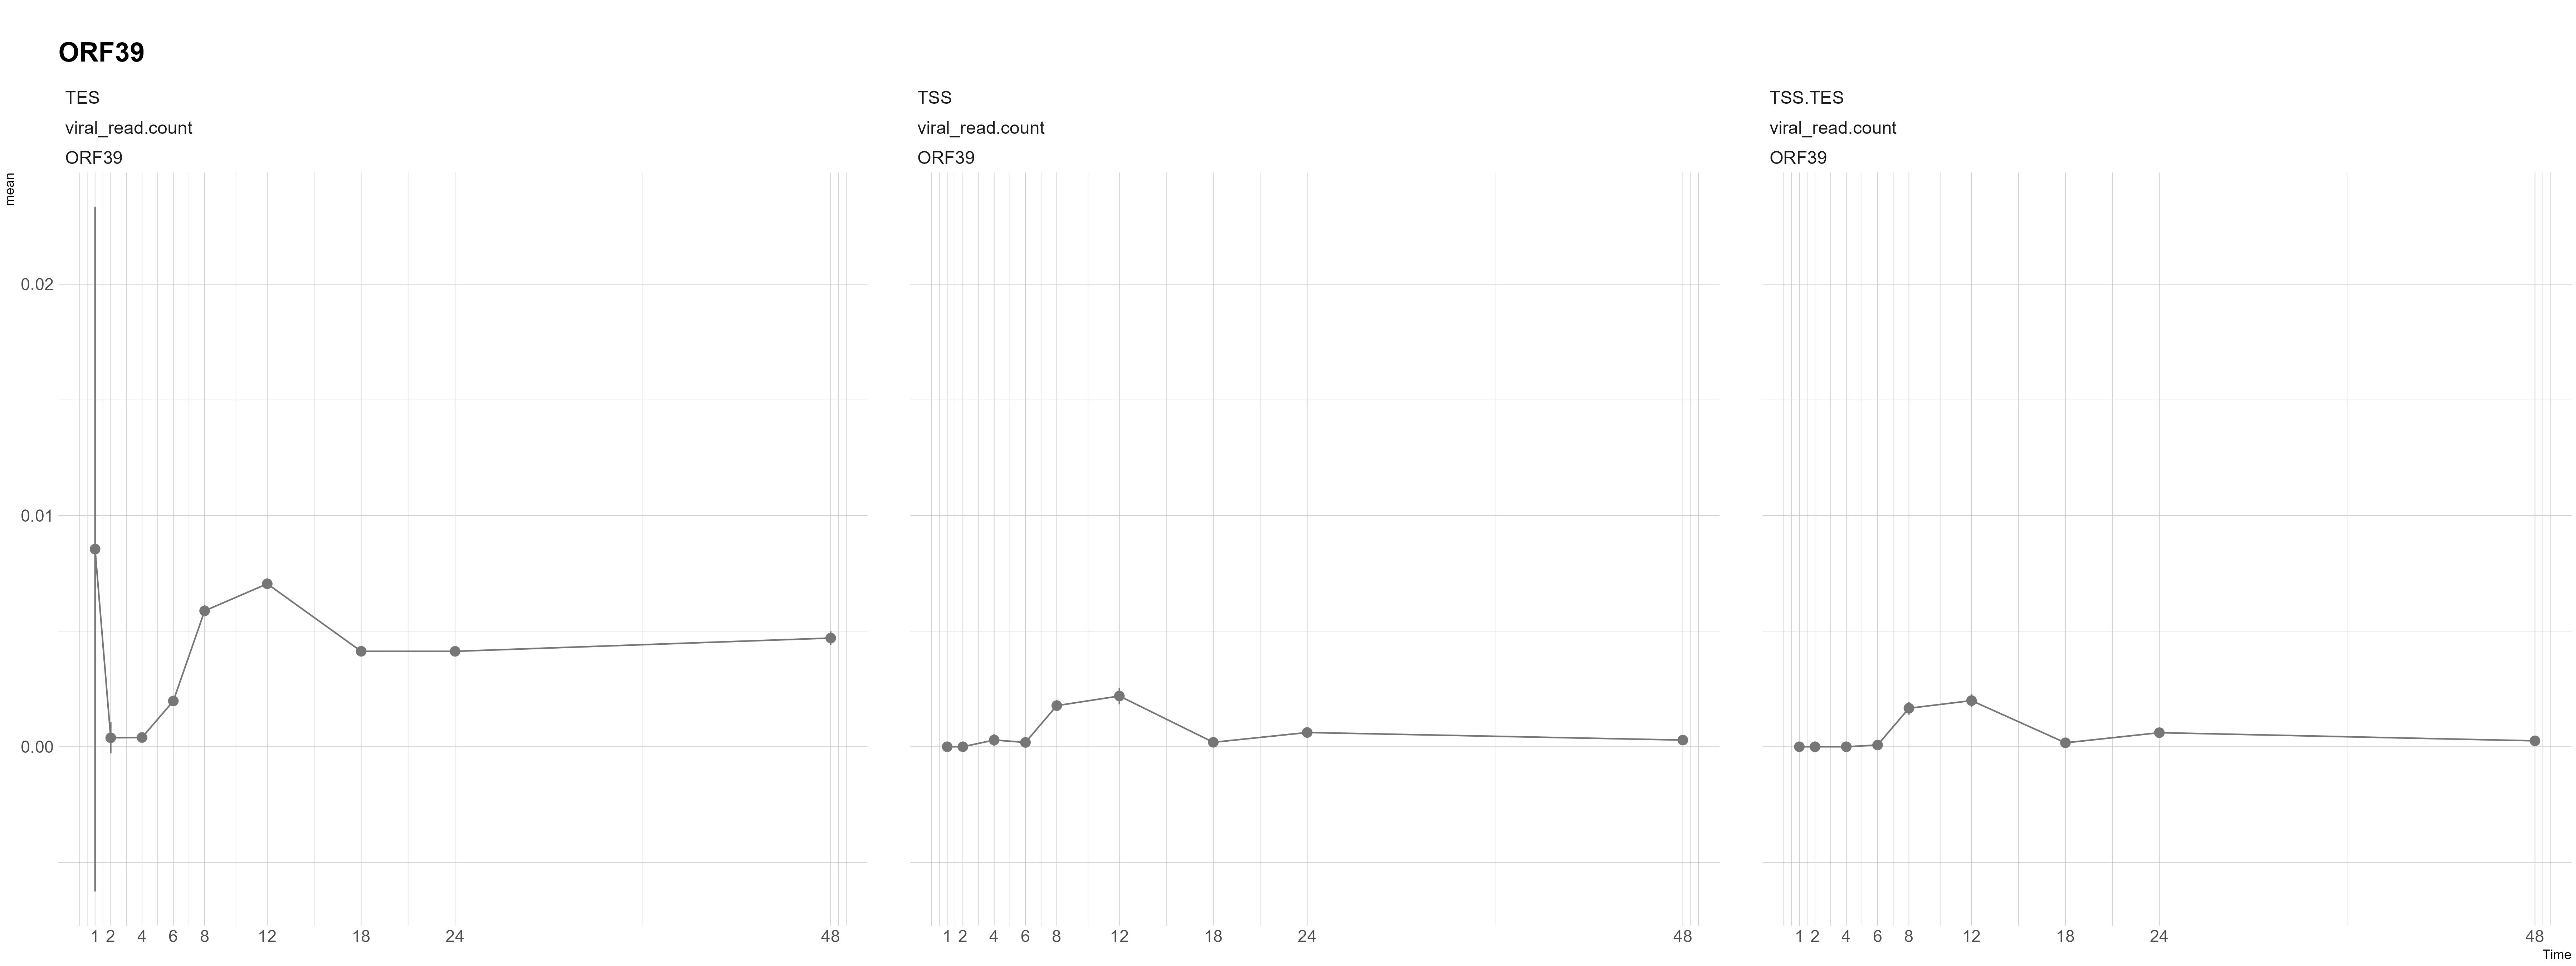 ORF39
TES
viral_read.count
ORF39
TSS
viral_read.count
ORF39
TSS.TES
viral_read.count
ORF39
mean
0.02
0.01
0.00
1 2 4 6 8 12 18 24 48
1 2 4 6 8 12 18 24 48
1 2 4 6 8 12 18 24 48
Time